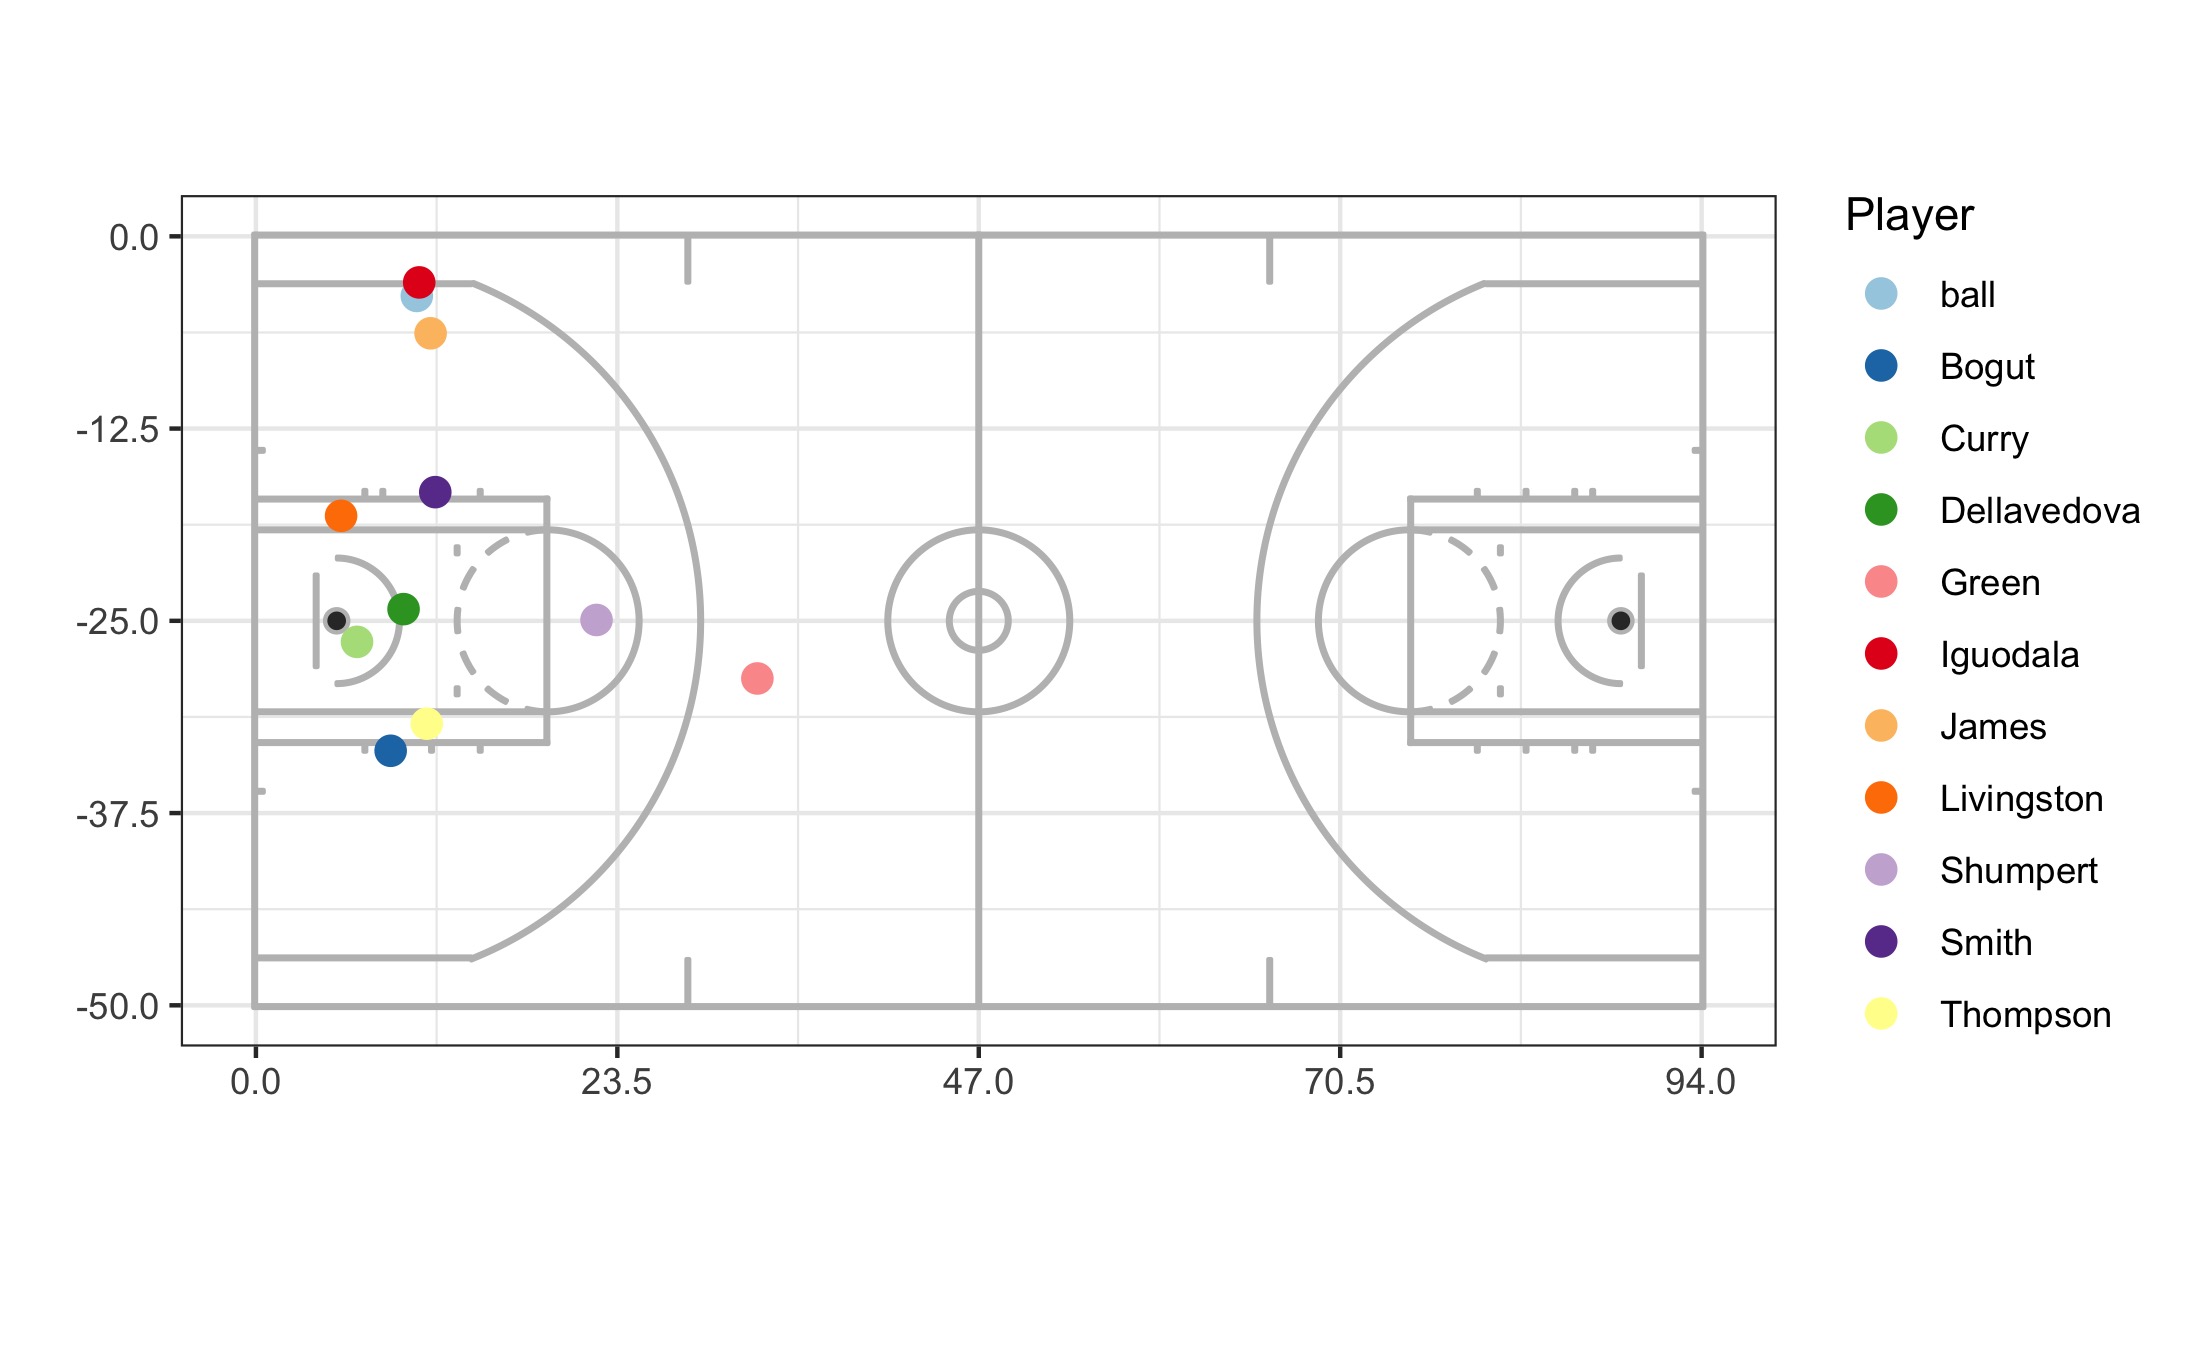 0.0
-12.5
-25.0
-37.5
-50.0
0.0 23.5 47.0 70.5 94.0
Player
ball
Bogut
Curry
Dellavedova
Green
Iguodala
James
Livingston
Shumpert
Smith
Thompson